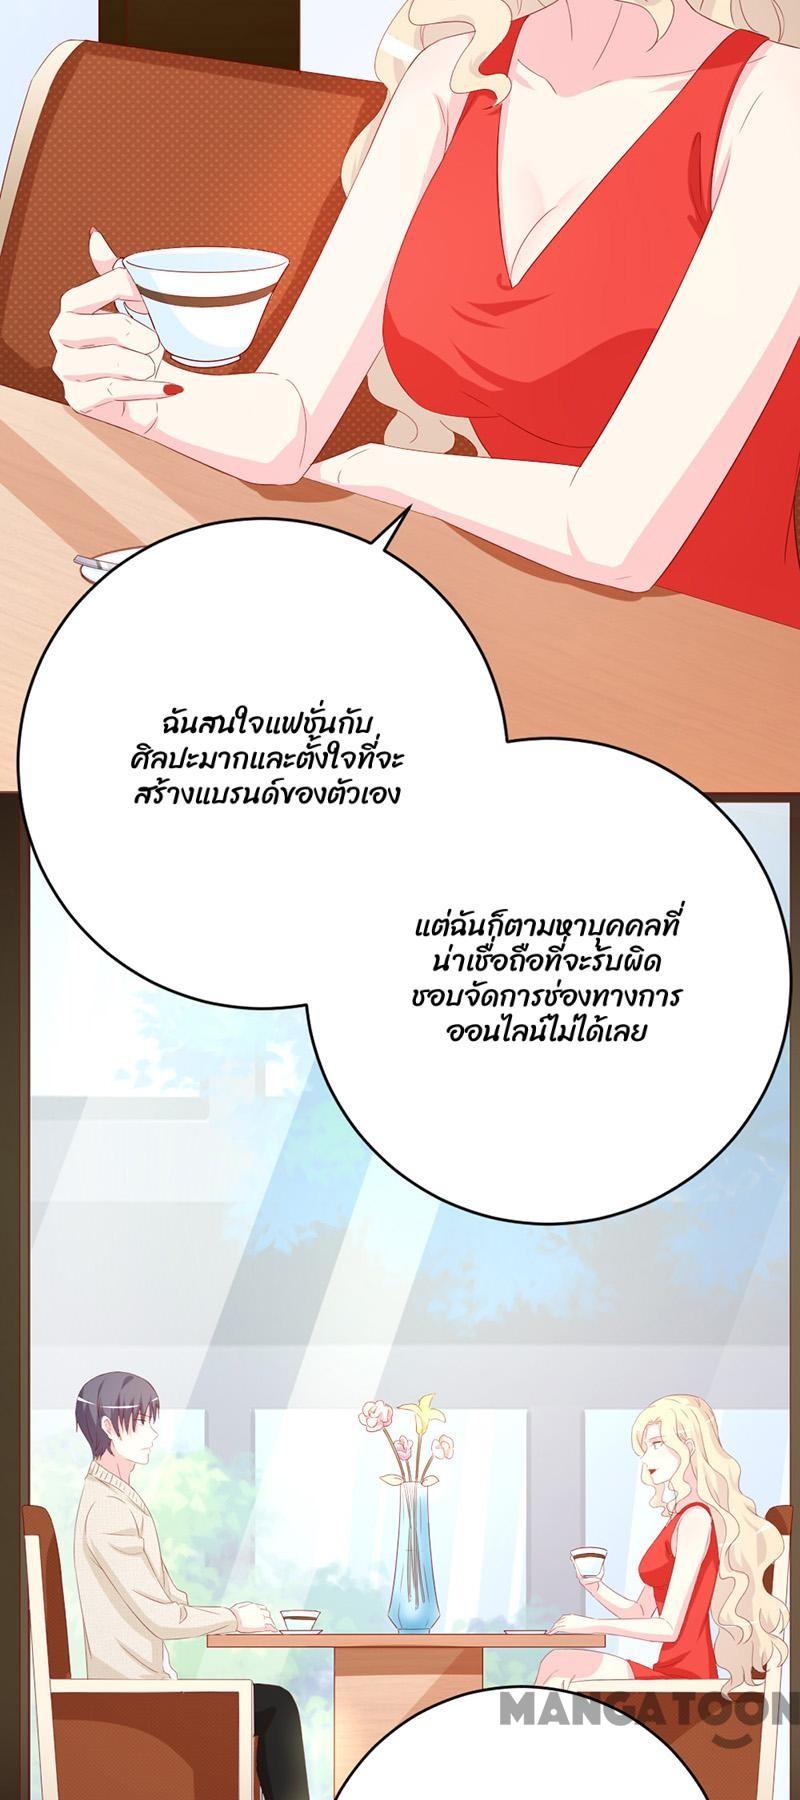 ฉันสนใจแฟชั่นกับ
ศิลปะมากและตั้งใจที่จะ
สร้างแบรนด์ของตัวเอง
แต่ฉันก็ตามหาบุคคลที่
น่าเชื่อถือที่จะรับผิด
ชอบจัดการช่องทางการ
ออนไลน์ไม่ได้เลย
MANGATOON